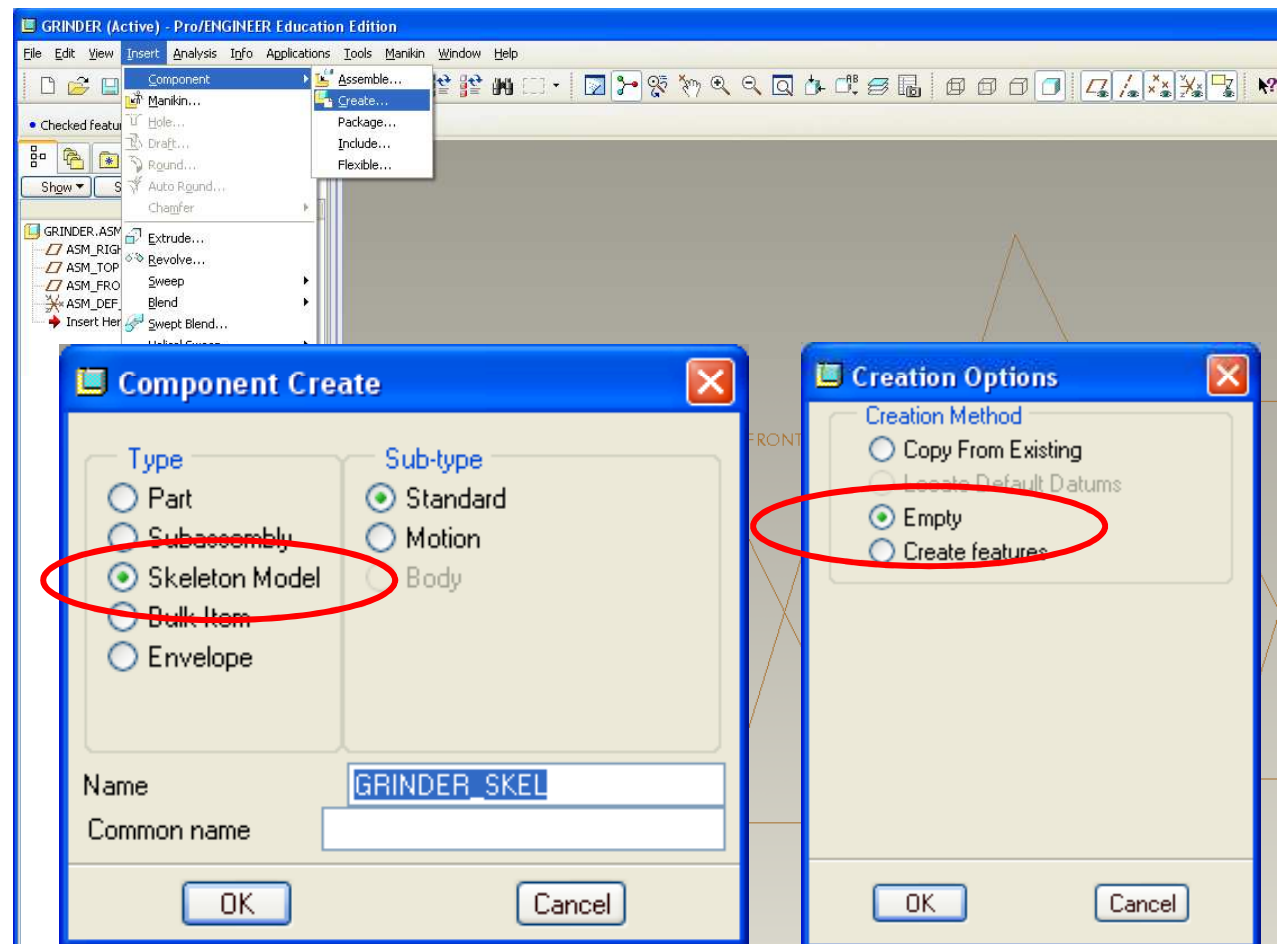 GRINDER (Active) - Pro/ENGINEER Education Edition
File Edit View Insert Analysis Info Applications Tools Manikin Window Help
Component
Assemble...
Manikin...
Create...
Checked featu
Hole...
Package...
Draft...
Include...
Round...
Flexible...
Show
S
Auto Round...
Chamfer
GRINDER.ASM
Extrude...
ASM_RIGH
Revolve...
ASM_TOP
Sweep
ASM_FRO
Blend
ASM_DEF_
Insert Her
Swept Blend...
FRONT
Component Create
Type
Sub-type
Part
Standard
Subassembly
Motion
Skeleton Model
Body
Bulk Item
Envelope
Name
GRINDER_SKEL
Common name
OK
Cancel
Creation Options
Creation Method
Copy From Existing
Locate Default Datums
Empty
Create features
OK
Cancel